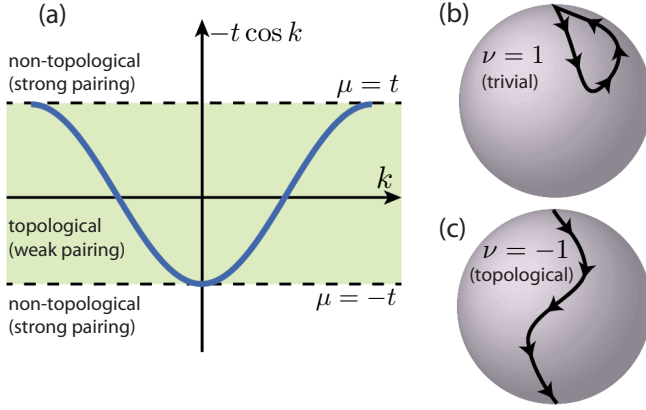 (a)
−t cos k
non-topological
(strong pairing)
μ = t
k
topological
(weak pairing)
non-topological
(strong pairing)
μ = −t
(b)
ν = 1
(trivial)
(c)
ν = −1
(topological)